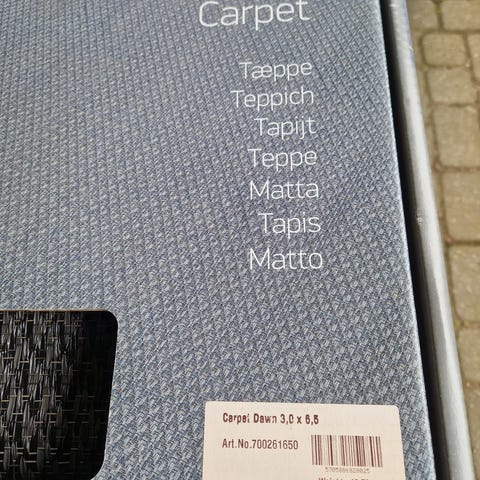 Carpet
Tæppe
Teppich
Tapijt
Teppe
Matta
Tapis
Matto
Carpet Dawn 3,0 x 6,5
Art.No.700261650